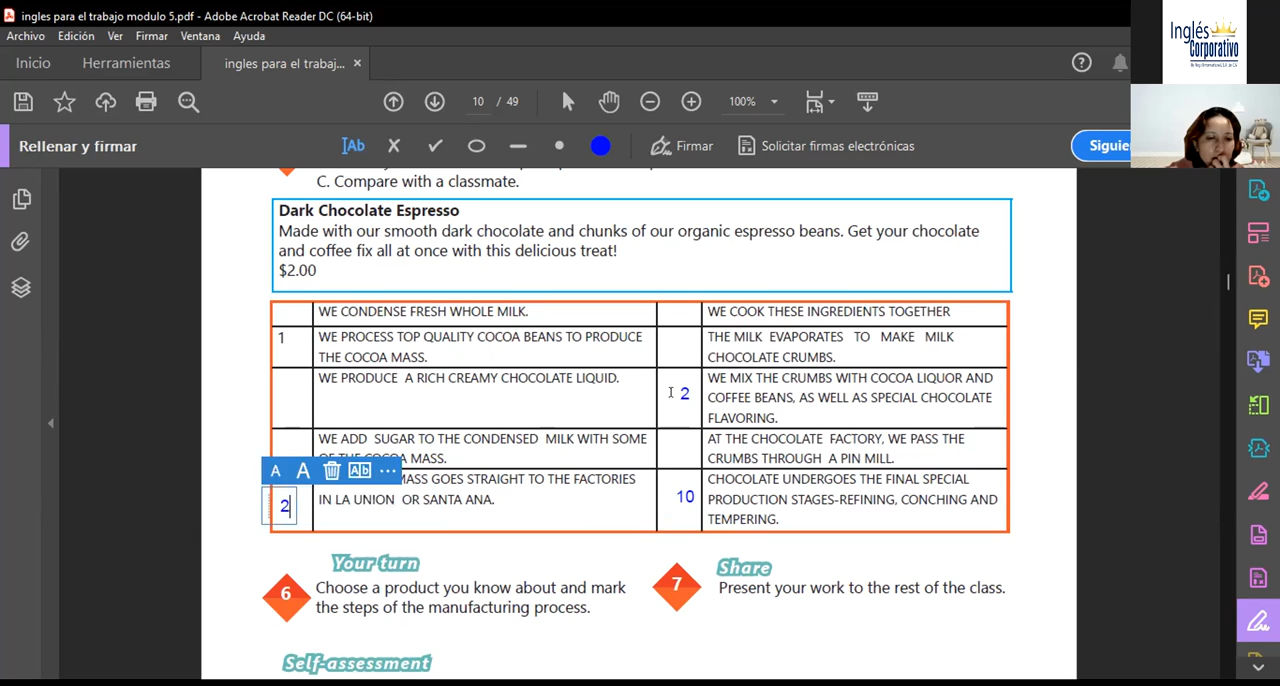 ingles para el trabajo modulo 5.pdf - Adobe Acrobat Reader DC (64-bit)
Archivo Edición Ver Firmar Ventana Ayuda
Inicio Herramientas ingles para el trabaj... ×
10 / 49 100%
Rellenar y firmar Ab Firmar Solicitar firmas electrónicas Siguie
Inglés
Corporativo
C. Compare with a classmate.
Dark Chocolate Espresso
Made with our smooth dark chocolate and chunks of our organic espresso beans. Get your chocolate
and coffee fix all at once with this delicious treat!
$2.00
WE CONDENSE FRESH WHOLE MILK.
WE COOK THESE INGREDIENTS TOGETHER
1 WE PROCESS TOP QUALITY COCOA BEANS TO PRODUCE
THE COCOA MASS.
THE MILK EVAPORATES TO MAKE MILK
CHOCOLATE CRUMBS.
WE PRODUCE A RICH CREAMY CHOCOLATE LIQUID.
2 WE MIX THE CRUMBS WITH COCOA LIQUOR AND
COFFEE BEANS, AS WELL AS SPECIAL CHOCOLATE
FLAVORING.
WE ADD SUGAR TO THE CONDENSED MILK WITH SOME
OF THE COCOA MASS.
AT THE CHOCOLATE FACTORY, WE PASS THE
CRUMBS THROUGH A PIN MILL.
A A Ab ...
2 MASS GOES STRAIGHT TO THE FACTORIES
IN LA UNION OR SANTA ANA.
10 CHOCOLATE UNDERGOES THE FINAL SPECIAL
PRODUCTION STAGES-REFINING, CONCHING AND
TEMPERING.
Your turn
6 Choose a product you know about and mark
the steps of the manufacturing process.
Share
7 Present your work to the rest of the class.
Self-assessment